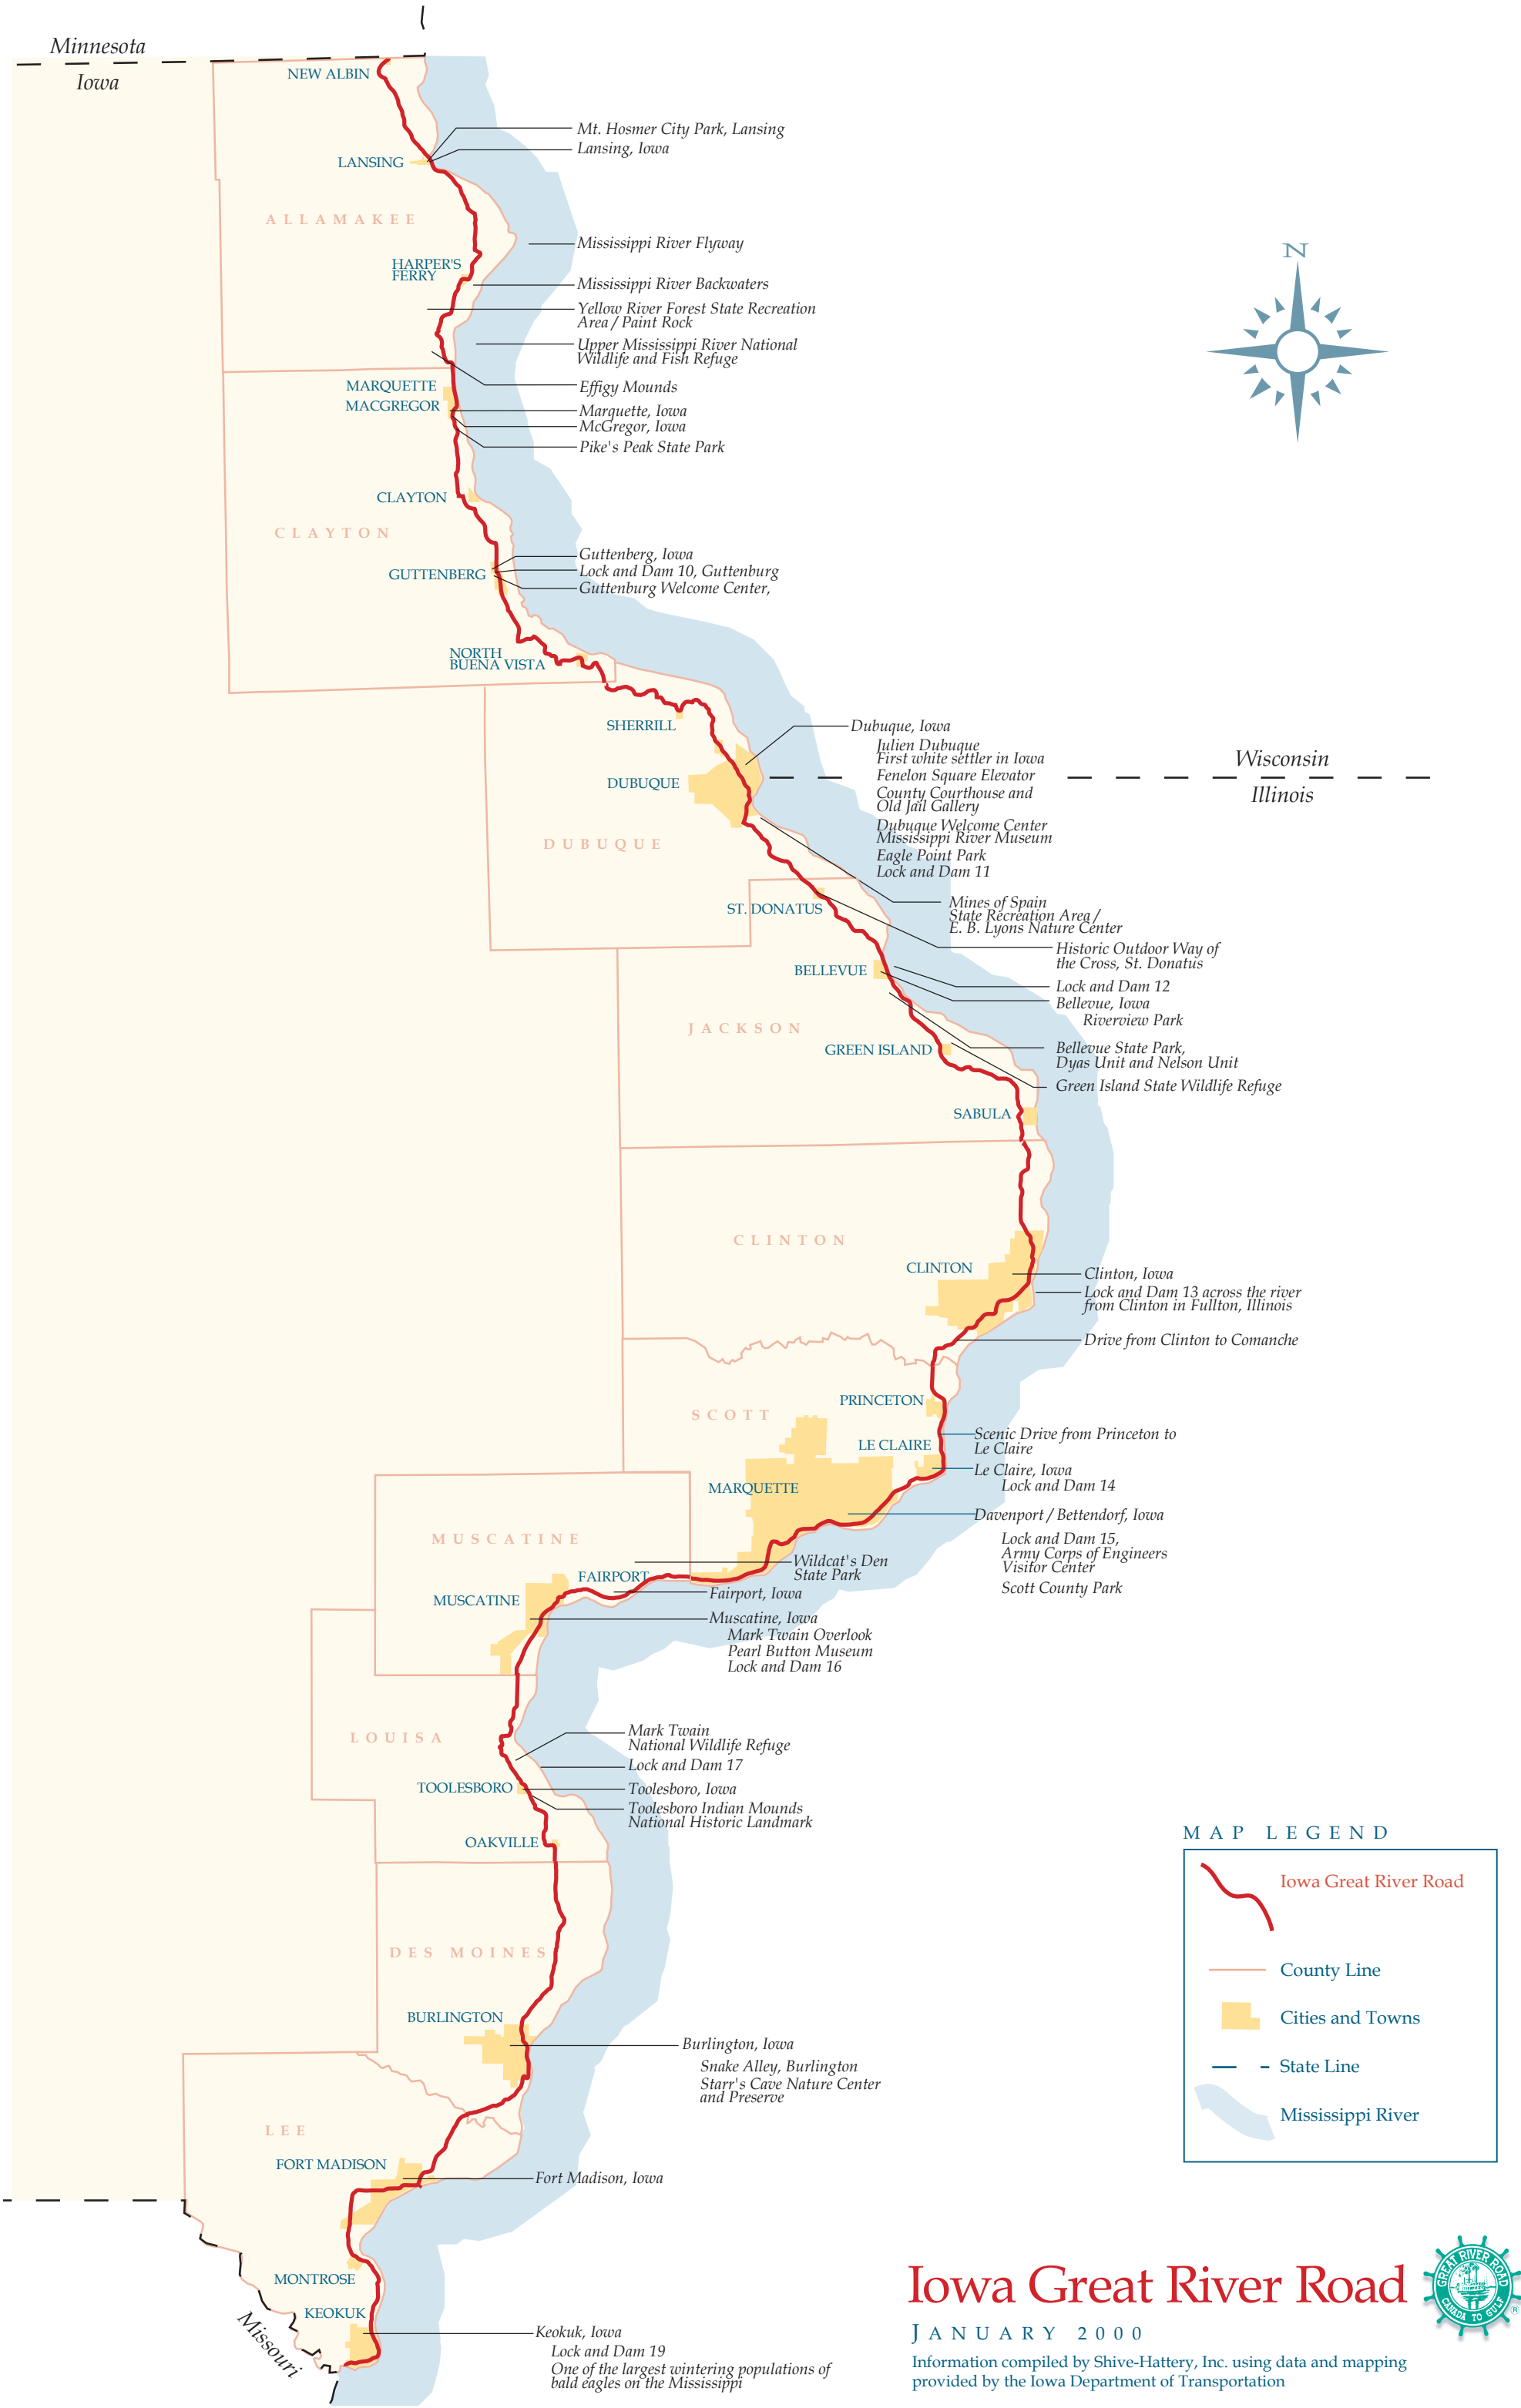 Minnesota
Iowa
NEW ALBIN
Mt. Hosmer City Park, Lansing
Lansing, Iowa
LANSING
ALLAMAKEE
Mississippi River Flyway
N
HARPER'S
FERRY
Mississippi River Backwaters
Yellow River Forest State Recreation
Area / Paint Rock
Upper Mississippi River National
Wildlife and Fish Refuge
MARQUETTE
Effigy Mounds
MACGREGOR
Marquette, Iowa
McGregor, Iowa
Pike's Peak State Park
CLAYTON
CLAYTON
Guttenberg, Iowa
Lock and Dam 10, Guttenburg
GUTTENBERG
Guttenburg Welcome Center,
NORTH
BUENA VISTA
SHERRILL
Dubuque, Iowa
Julien Dubuque
First white settler in Iowa
Fenelon Square Elevator
County Courthouse and
Old Jail Gallery
Dubuque Welcome Center
Mississippi River Museum
Eagle Point Park
Lock and Dam 11
Wisconsin
Illinois
DUBUQUE
DUBUQUE
Mines of Spain
State Recreation Area /
E. B. Lyons Nature Center
ST. DONATUS
Historic Outdoor Way of
the Cross, St. Donatus
BELLEVUE
Lock and Dam 12
Bellevue, Iowa
Riverview Park
JACKSON
GREEN ISLAND
Bellevue State Park,
Dyas Unit and Nelson Unit
Green Island State Wildlife Refuge
SABULA
CLINTON
CLINTON
Clinton, Iowa
Lock and Dam 13 across the river
from Clinton in Fullton, Illinois
Drive from Clinton to Comanche
PRINCETON
SCOTT
Scenic Drive from Princeton to
Le Claire
LE CLAIRE
Le Claire, Iowa
Lock and Dam 14
MARQUETTE
Davenport / Bettendorf, Iowa
Lock and Dam 15,
Army Corps of Engineers
Visitor Center
Scott County Park
MUSCATINE
Wildcat's Den
State Park
FAIRPORT
Fairport, Iowa
MUSCATINE
Muscatine, Iowa
Mark Twain Overlook
Pearl Button Museum
Lock and Dam 16
LOUISA
Mark Twain
National Wildlife Refuge
Lock and Dam 17
TOOLESBORO
Toolesboro, Iowa
Toolesboro Indian Mounds
National Historic Landmark
OAKVILLE
DES MOINES
BURLINGTON
Burlington, Iowa
Snake Alley, Burlington
Starr's Cave Nature Center
and Preserve
LEE
FORT MADISON
Fort Madison, Iowa
MONTROSE
KEOKUK
Missouri
Keokuk, Iowa
Lock and Dam 19
One of the largest wintering populations of
bald eagles on the Mississippi
MAP LEGEND
Iowa Great River Road
County Line
Cities and Towns
State Line
Mississippi River
Iowa Great River Road
JANUARY 2000
Information compiled by Shive-Hattery, Inc. using data and mapping
provided by the Iowa Department of Transportation
GREAT RIVER ROAD
CANADA TO GULF
®